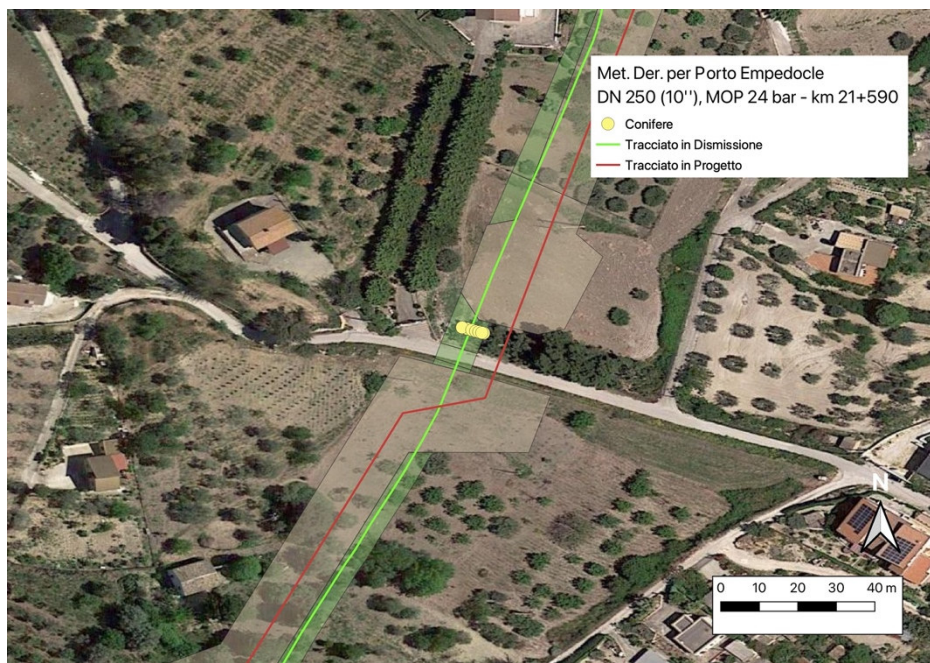 Met. Der. per Porto Empedocle
DN 250 (10''), MOP 24 bar - km 21+590
Conifere
Tracciato in Dismissione
Tracciato in Progetto
N
0 10 20 30 40 m